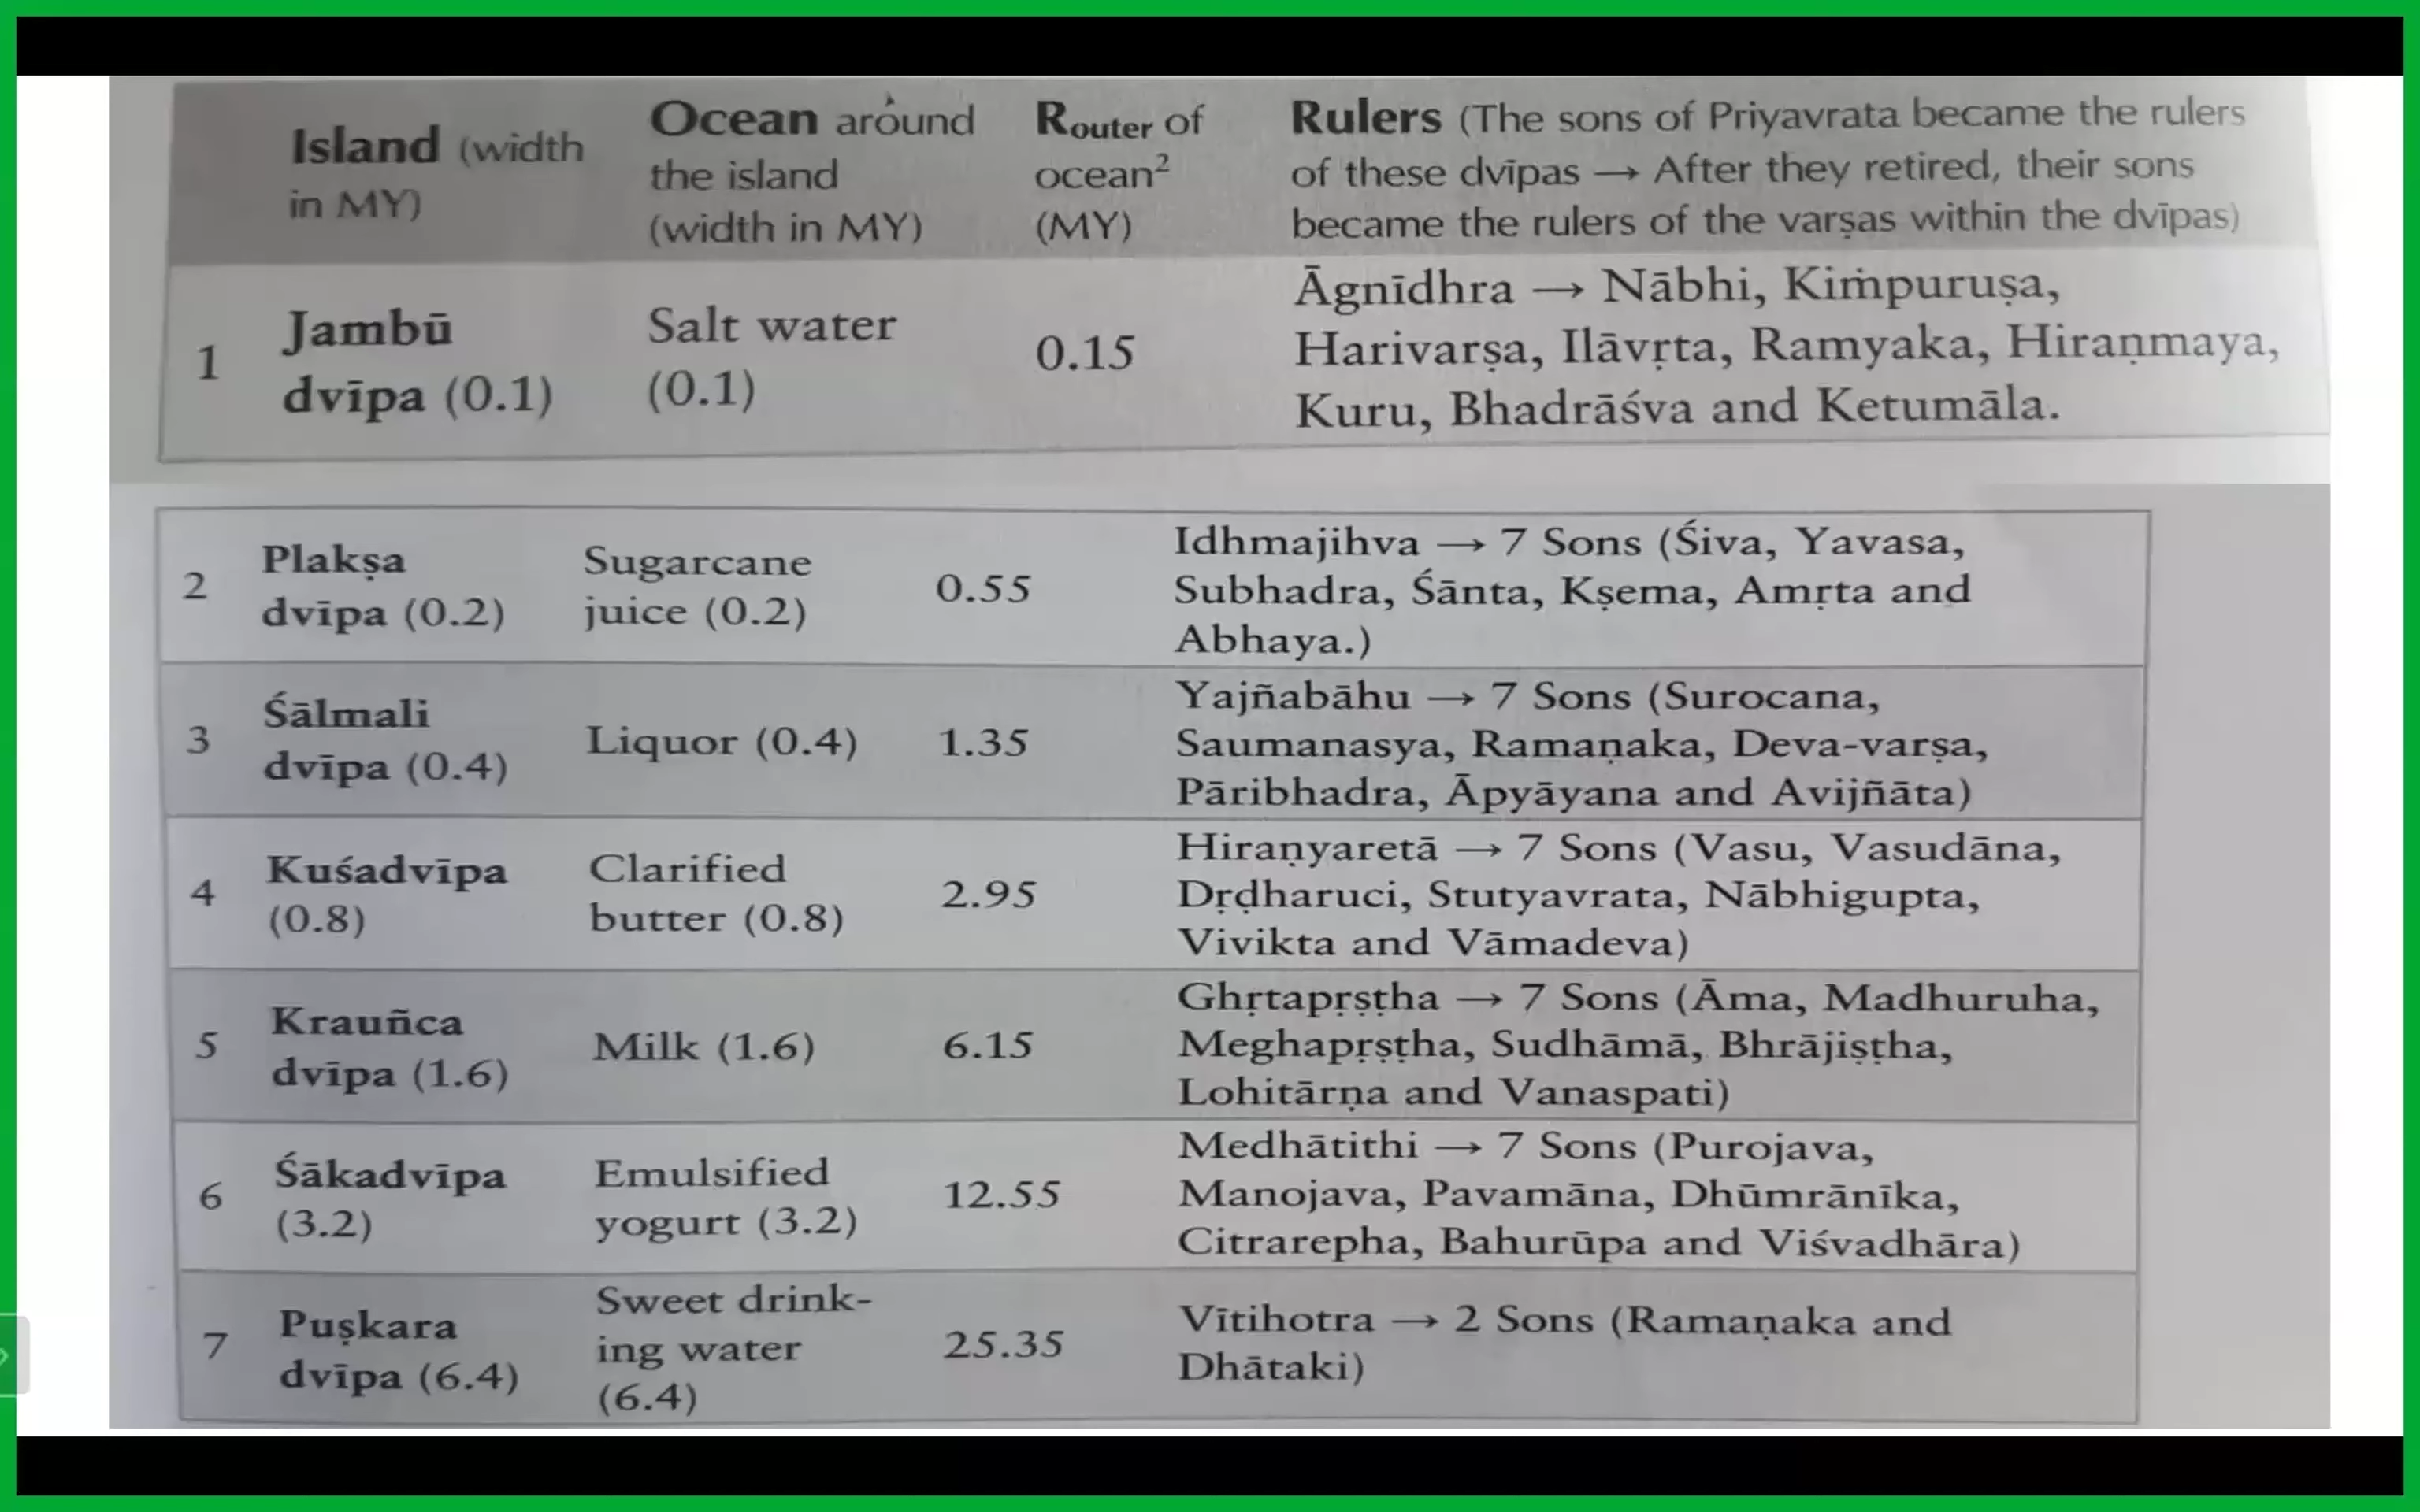 Island (width
in MY)
Ocean around
the island
(width in MY)
Router of
ocean²
(MY)
Rulers (The sons of Priyavrata became the rulers
of these dvīpas → After they retired, their sons
became the rulers of the varṣas within the dvīpas)
1
Jambū
dvīpa (0.1)
Salt water
(0.1)
0.15
Āgnīdhra → Nābhi, Kiṁpuruṣa,
Harivarṣa, Ilāvṛta, Ramyaka, Hiraṇmaya,
Kuru, Bhadrāśva and Ketumāla.
2
Plakṣa
dvīpa (0.2)
Sugarcane
juice (0.2)
0.55
Idhmajihva → 7 Sons (Śiva, Yavasa,
Subhadra, Śānta, Kṣema, Amṛta and
Abhaya.)
3
Śālmali
dvīpa (0.4)
Liquor (0.4)
1.35
Yajñabāhu → 7 Sons (Surocana,
Saumanasya, Ramaṇaka, Deva-varṣa,
Pāribhadra, Āpyāyana and Avijñāta)
4
Kuśadvīpa
(0.8)
Clarified
butter (0.8)
2.95
Hiraṇyaretā → 7 Sons (Vasu, Vasudāna,
Dṛḍharuci, Stutyavrata, Nābhigupta,
Vivikta and Vāmadeva)
5
Krauñca
dvīpa (1.6)
Milk (1.6)
6.15
Ghṛtapṛṣṭha → 7 Sons (Āma, Madhuruha,
Meghapṛṣṭha, Sudhāmā, Bhrājiṣṭha,
Lohitārṇa and Vanaspati)
6
Śākadvīpa
(3.2)
Emulsified
yogurt (3.2)
12.55
Medhātithi → 7 Sons (Purojava,
Manojava, Pavamāna, Dhūmrānīka,
Citrarepha, Bahurūpa and Viśvadhāra)
7
Puṣkara
dvīpa (6.4)
Sweet drink-
ing water
(6.4)
25.35
Vītihotra → 2 Sons (Ramaṇaka and
Dhātaki)